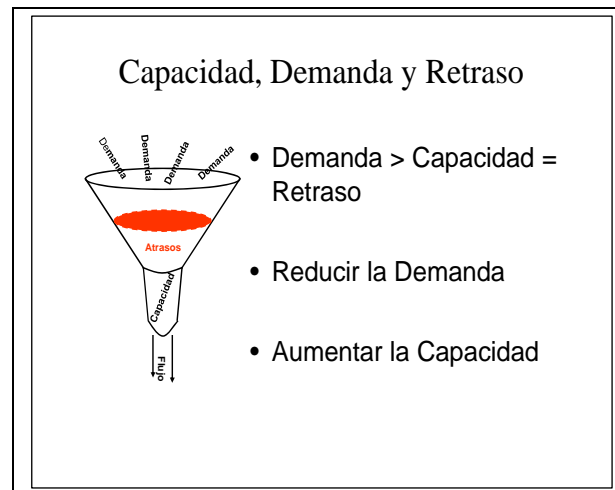 Capacidad, Demanda y Retraso
Demanda
Demanda
Demanda
Demanda
Atrasos
Capacidad
Flujo
• Demanda > Capacidad =
Retraso
• Reducir la Demanda
• Aumentar la Capacidad